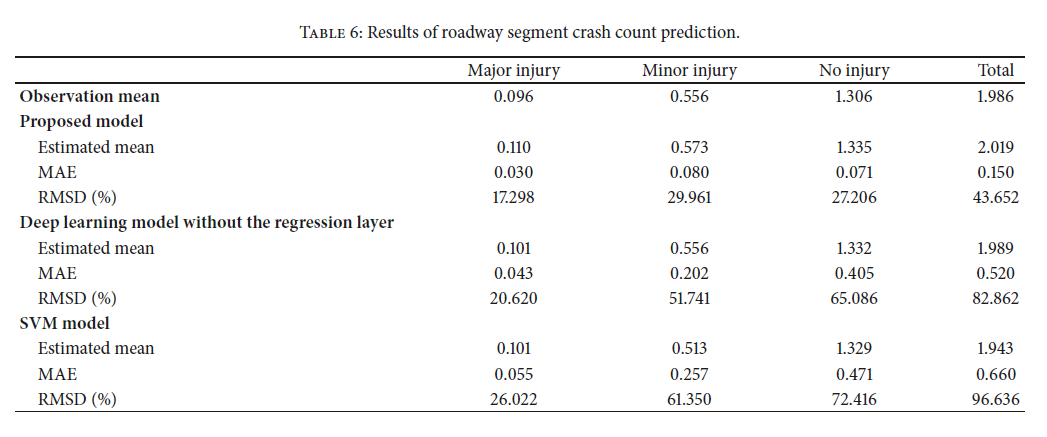 TABLE 6: Results of roadway segment crash count prediction.
Major injury Minor injury No injury Total
Observation mean 0.096 0.556 1.306 1.986
Proposed model
Estimated mean 0.110 0.573 1.335 2.019
MAE 0.030 0.080 0.071 0.150
RMSD (%) 17.298 29.961 27.206 43.652
Deep learning model without the regression layer
Estimated mean 0.101 0.556 1.332 1.989
MAE 0.043 0.202 0.405 0.520
RMSD (%) 20.620 51.741 65.086 82.862
SVM model
Estimated mean 0.101 0.513 1.329 1.943
MAE 0.055 0.257 0.471 0.660
RMSD (%) 26.022 61.350 72.416 96.636